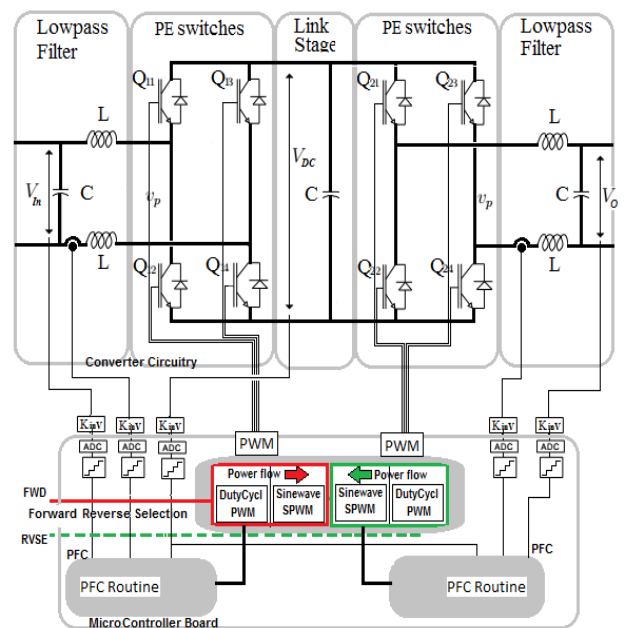 Lowpass
Filter
PE switches
Link
Stage
PE switches
Lowpass
Filter
Q11
Q13
Q21
Q23
L
L
VIn
C
vp
VDC
C
vp
C
VO
L
L
Q22
Q24
Converter Circuitry
KinV
KinV
KinV
KinV
KinV
ADC
ADC
ADC
ADC
ADC
PWM
PWM
Power flow
Power flow
DutyCycl
PWM
Sinewave
SPWM
Sinewave
SPWM
DutyCycl
PWM
FWD
Forward Reverse Selection
RVSE
PFC
PFC
PFC Routine
PFC Routine
MicroController Board